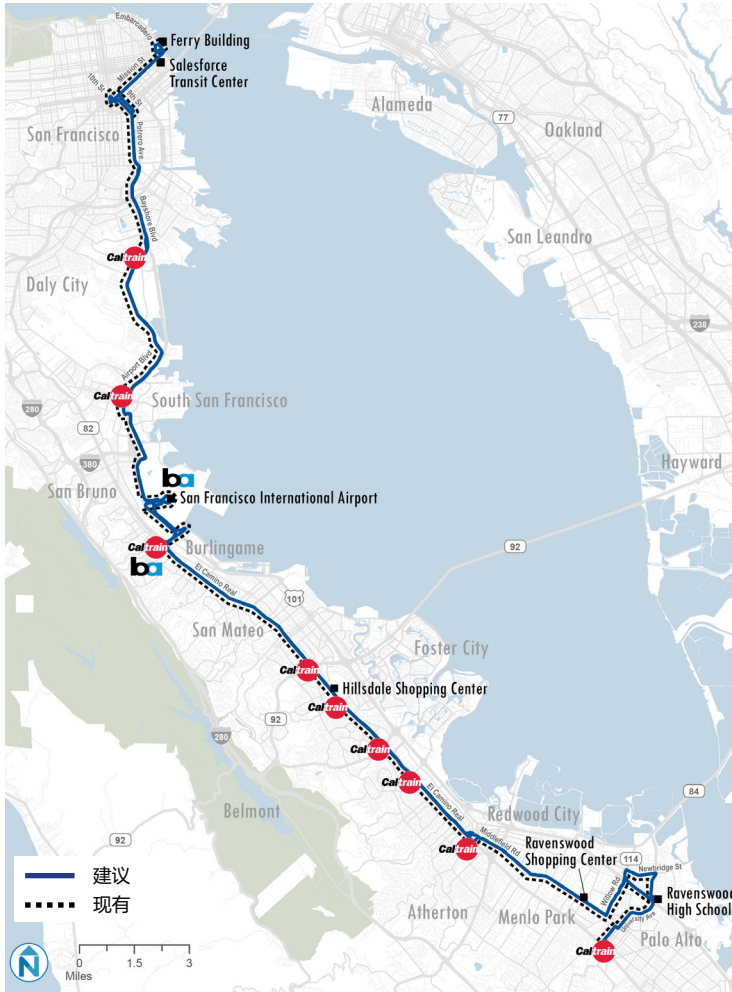 Embarcadero
Ferry Building
Mission St
Salesforce
Transit Center
10th St
9th St
Alameda
77
Oakland
San Francisco
Potrero Ave
Bayshore Blvd
San Leandro
Caltrain
Daly City
238
Airport Blvd
Caltrain
280
South San Francisco
82
380
Hayward
ba
San Bruno
San Francisco International Airport
92
Caltrain
Burlingame
ba
El Camino Real
101
San Mateo
Foster City
Caltrain
Hillsdale Shopping Center
92
Caltrain
280
Caltrain
Caltrain
El Camino Real
84
Belmont
Redwood City
92
Middlefield Rd
Ravenswood
Shopping Center
Caltrain
114
Newbridge St
建议
Willow Rd
Ravenswood
High School
现有
Atherton
Menlo Park
University Ave
Palo Alto
Caltrain
N
0 1.5 3
Miles